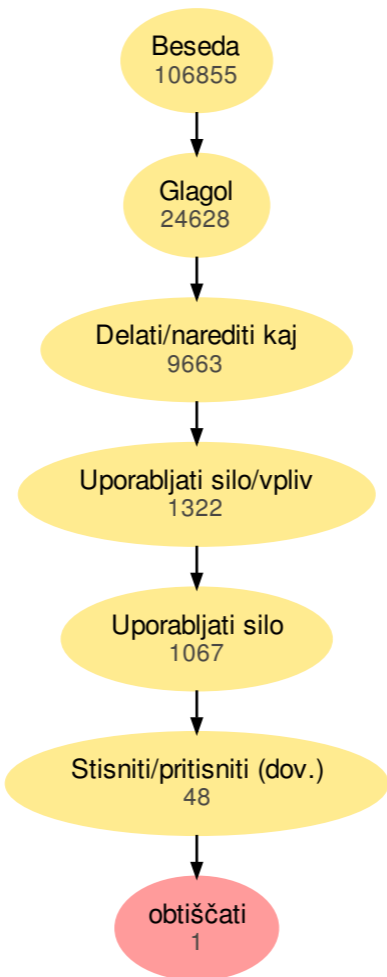 Beseda
106855
Glagol
24628
Delati/narediti kaj
9663
Uporabljati silo/vpliv
1322
Uporabljati silo
1067
Stisniti/pritisniti (dov.)
48
obtiščati
1